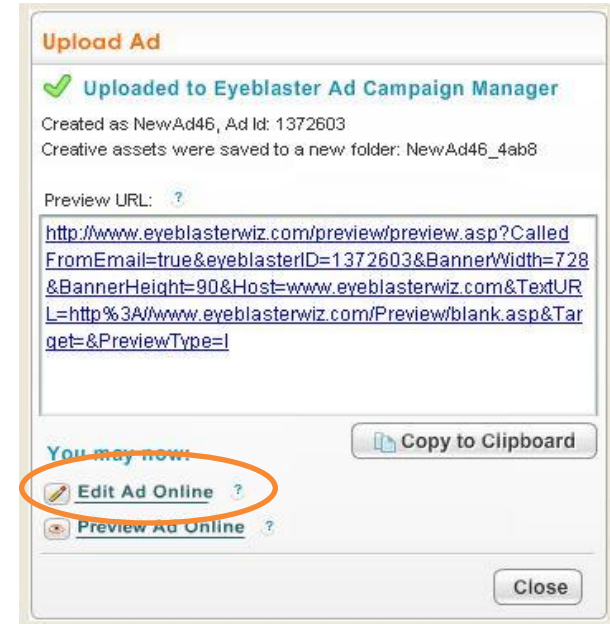 Upload Ad
Uploaded to Eyeblaster Ad Campaign Manager
Created as NewAd46, Ad Id: 1372603
Creative assets were saved to a new folder: NewAd46_4ab8
Preview URL: ?
http://www.eyeblasterwiz.com/preview/preview.asp?Called
FromEmail=true&eyeblasterID=1372603&BannerWidth=728
&BannerHeight=90&Host=www.eyeblasterwiz.com&TextUR
L=http%3A//www.eyeblasterwiz.com/Preview/blank.asp&Tar
get=&PreviewType=I
Copy to Clipboard
You may now:
Edit Ad Online ?
Preview Ad Online ?
Close